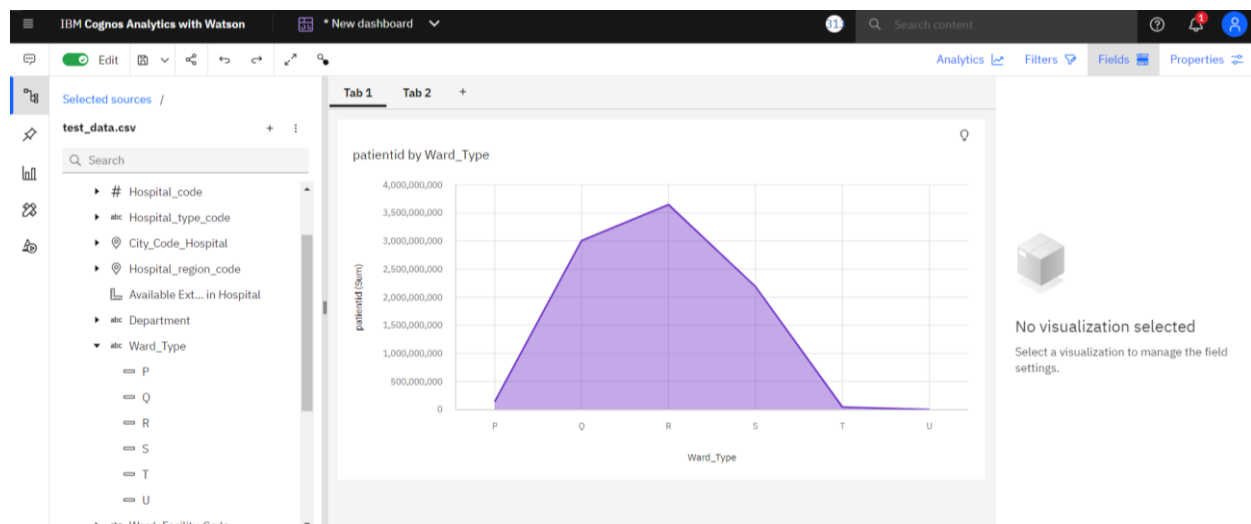 IBM Cognos Analytics with Watson
* New dashboard
31
Search content
1
Edit
Analytics
Filters
Fields
Properties
Selected sources /
test_data.csv
Search
# Hospital_code
abc Hospital_type_code
City_Code_Hospital
Hospital_region_code
Available Ext... in Hospital
abc Department
abc Ward_Type
P
Q
R
S
T
U
Tab 1
Tab 2
+
patientid by Ward_Type
4,000,000,000
3,500,000,000
3,000,000,000
2,500,000,000
2,000,000,000
1,500,000,000
1,000,000,000
500,000,000
0
patientid (Sum)
P Q R S T U
Ward_Type
No visualization selected
Select a visualization to manage the field
settings.